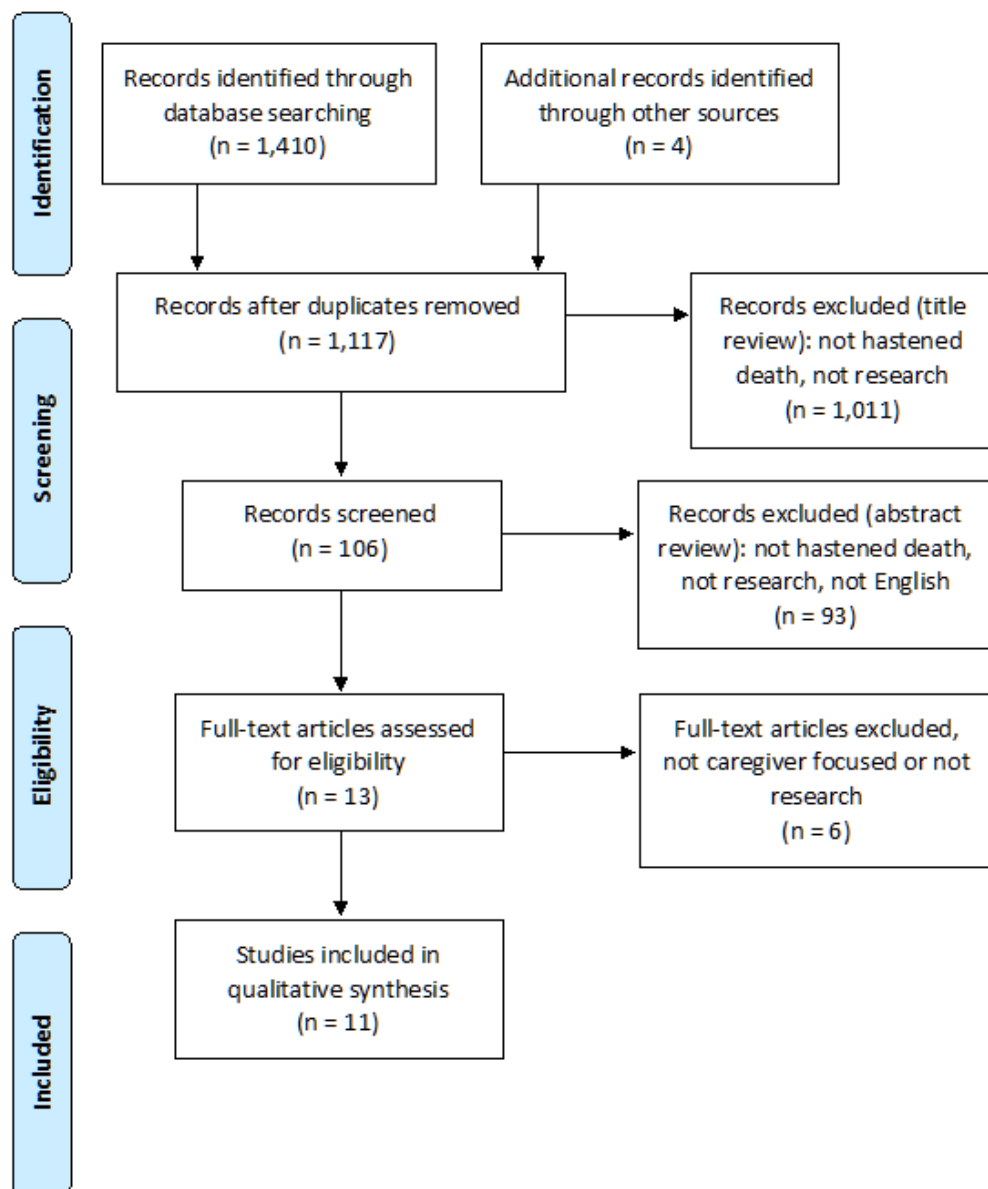 Identification
Records identified through
database searching
(n = 1,410)
Additional records identified
through other sources
(n = 4)
Records after duplicates removed
(n = 1,117)
Records excluded (title
review): not hastened
death, not research
(n = 1,011)
Screening
Records screened
(n = 106)
Records excluded (abstract
review): not hastened death,
not research, not English
(n = 93)
Eligibility
Full-text articles assessed
for eligibility
(n = 13)
Full-text articles excluded,
not caregiver focused or not
research
(n = 6)
Included
Studies included in
qualitative synthesis
(n = 11)